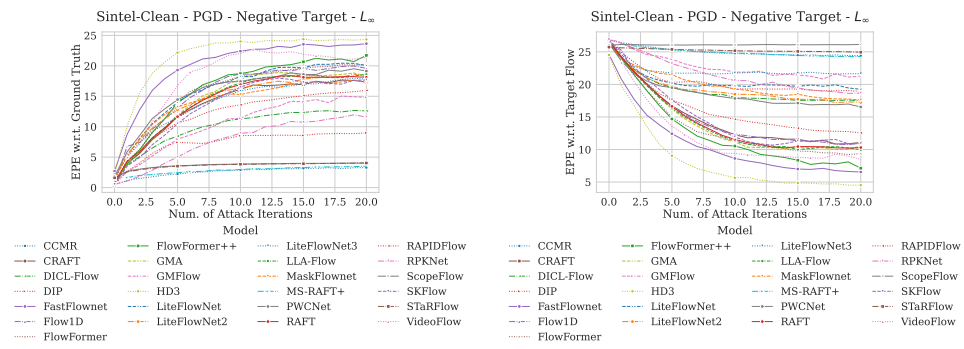 Sintel-Clean - PGD - Negative Target - L∞
EPE w.r.t. Ground Truth
25
20
15
10
5
0
0.0 2.5 5.0 7.5 10.0 12.5 15.0 17.5 20.0
Num. of Attack Iterations
Model
CCMR FlowFormer++ LiteFlowNet3 RAPIDFlow
CRAFT GMA LLA-Flow RPKNet
DICL-Flow GMFlow MaskFlownet ScopeFlow
DIP HD3 MS-RAFT+ SKFlow
FastFlownet LiteFlowNet PWCNet STaRFlow
Flow1D LiteFlowNet2 RAFT VideoFlow
FlowFormer
Sintel-Clean - PGD - Negative Target - L∞
EPE w.r.t. Target Flow
25
20
15
10
5
0.0 2.5 5.0 7.5 10.0 12.5 15.0 17.5 20.0
Num. of Attack Iterations
Model
CCMR FlowFormer++ LiteFlowNet3 RAPIDFlow
CRAFT GMA LLA-Flow RPKNet
DICL-Flow GMFlow MaskFlownet ScopeFlow
DIP HD3 MS-RAFT+ SKFlow
FastFlownet LiteFlowNet PWCNet STaRFlow
Flow1D LiteFlowNet2 RAFT VideoFlow
FlowFormer